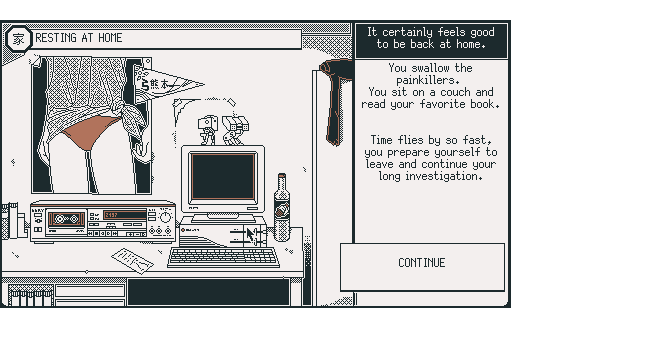 家
RESTING AT HOME
It certainly feels good
to be back at home.
熊本
You swallow the
painkillers.
You sit on a couch and
read your favorite book.
Time flies by so fast,
you prepare yourself to
leave and continue your
long investigation.
CONTINUE